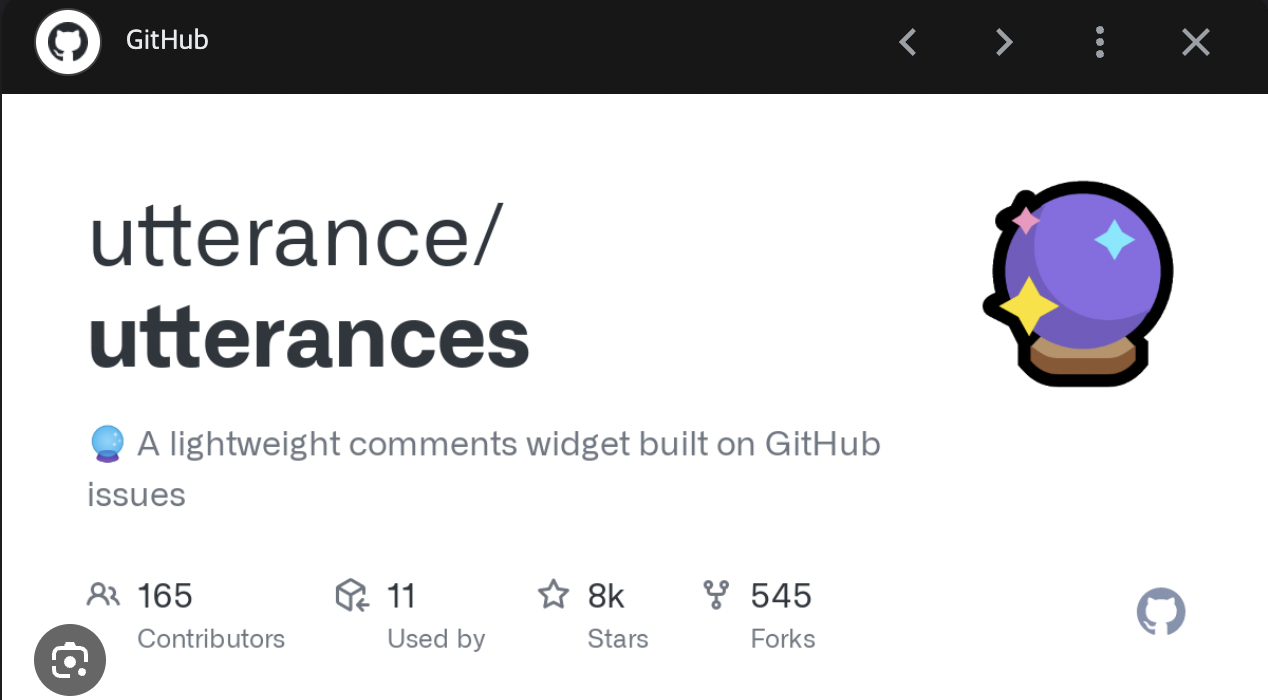 GitHub
utterance/
utterances
🔮 A lightweight comments widget built on GitHub
issues
165 11 8k 545
Contributors Used by Stars Forks